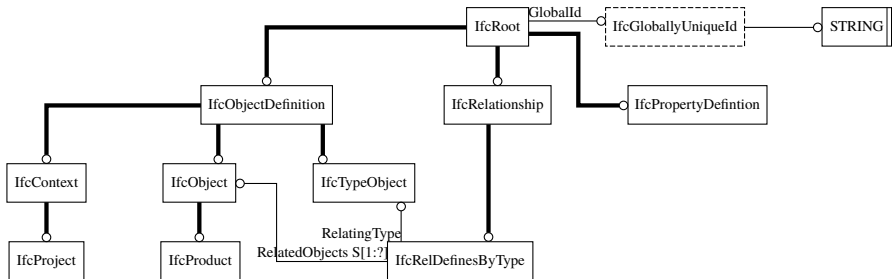 GlobalId
IfcRoot
IfcGloballyUniqueId
STRING
IfcObjectDefinition
IfcRelationship
IfcPropertyDefintion
IfcContext
IfcObject
IfcTypeObject
RelatingType
RelatedObjects S[1:?]
IfcProject
IfcProduct
IfcRelDefinesByType